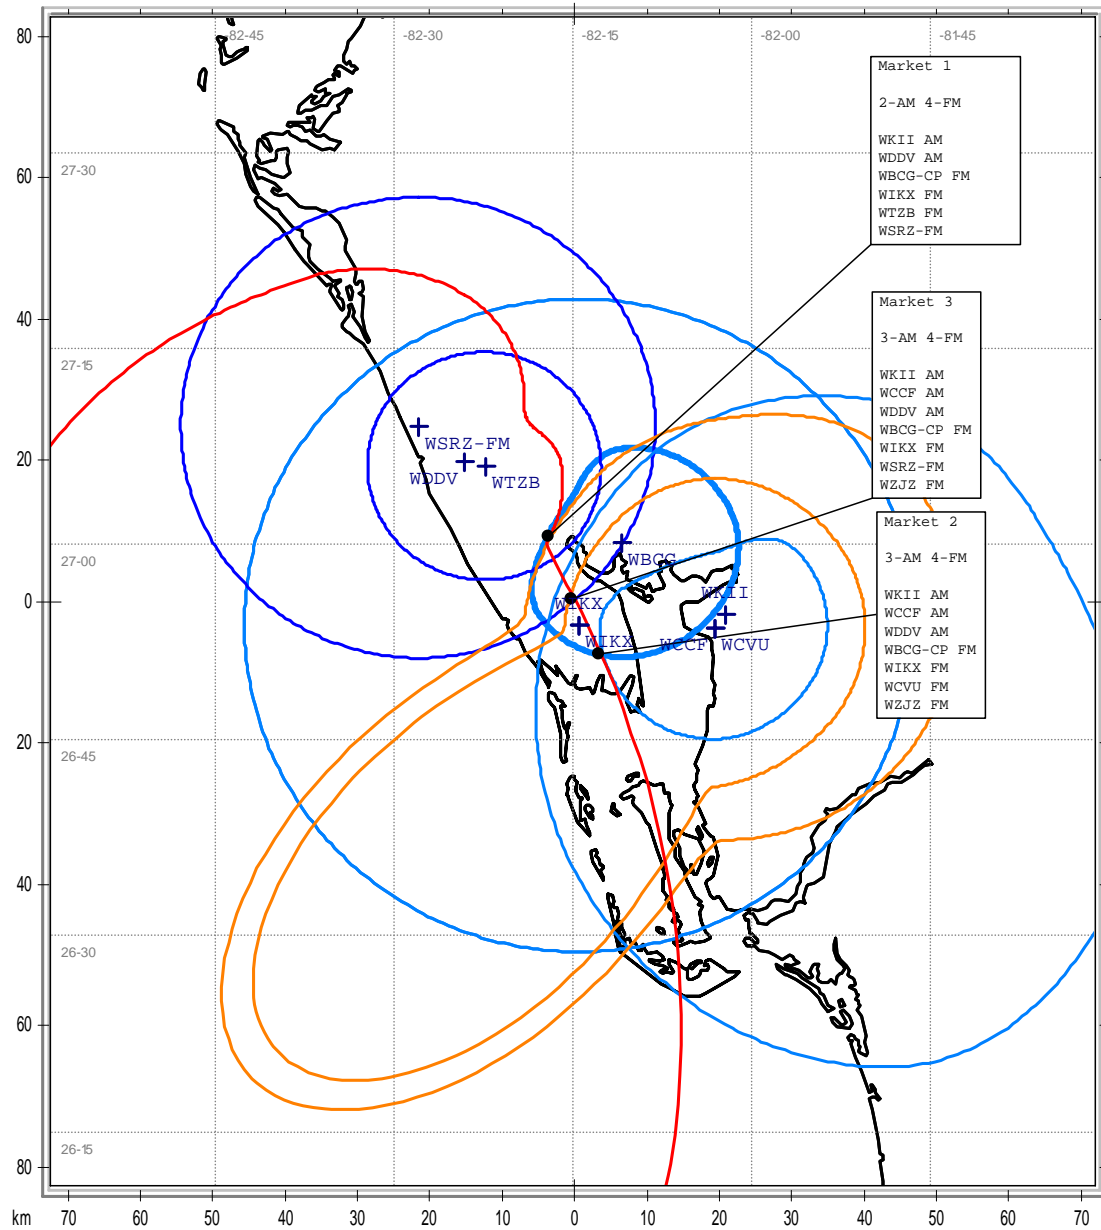 -82-45
-82-30
-82-15
-82-00
-81-45
80
60
40
20
0
20
40
60
80
27-30
27-15
27-00
26-45
26-30
26-15
Market 1
2-AM 4-FM
WKII AM
WDDV AM
WBCG-CP FM
WIKX FM
WTZB FM
WSRZ-FM
Market 3
3-AM 4-FM
WKII AM
WCCF AM
WDDV AM
WBCG-CP FM
WIKX FM
WSRZ-FM
WZJZ FM
Market 2
3-AM 4-FM
WKII AM
WCCF AM
WDDV AM
WBCG-CP FM
WIKX FM
WCVU FM
WZJZ FM
WSRZ-FM
WDDV
WTZB
WBCG
WKII
WIKX
WIKX
WCCF
WCVU
km
70
60
50
40
30
20
10
0
10
20
30
40
50
60
70